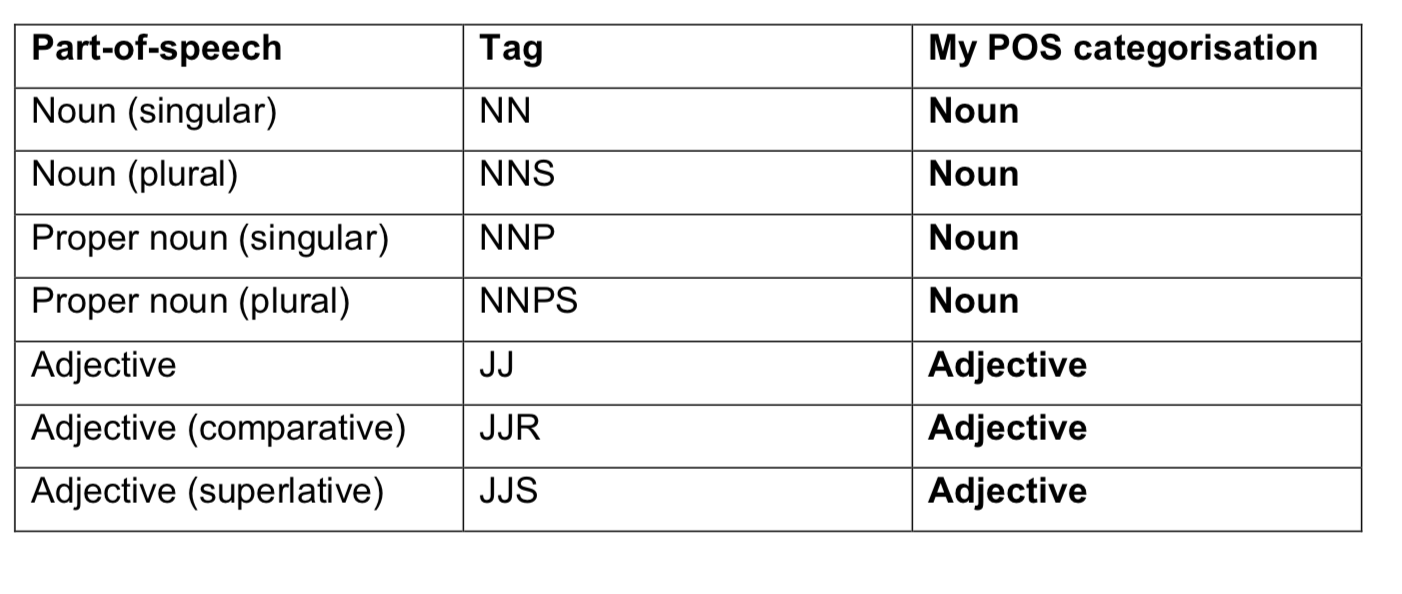 Part-of-speech Tag My POS categorisation
Noun (singular) NN Noun
Noun (plural) NNS Noun
Proper noun (singular) NNP Noun
Proper noun (plural) NNPS Noun
Adjective JJ Adjective
Adjective (comparative) JJR Adjective
Adjective (superlative) JJS Adjective